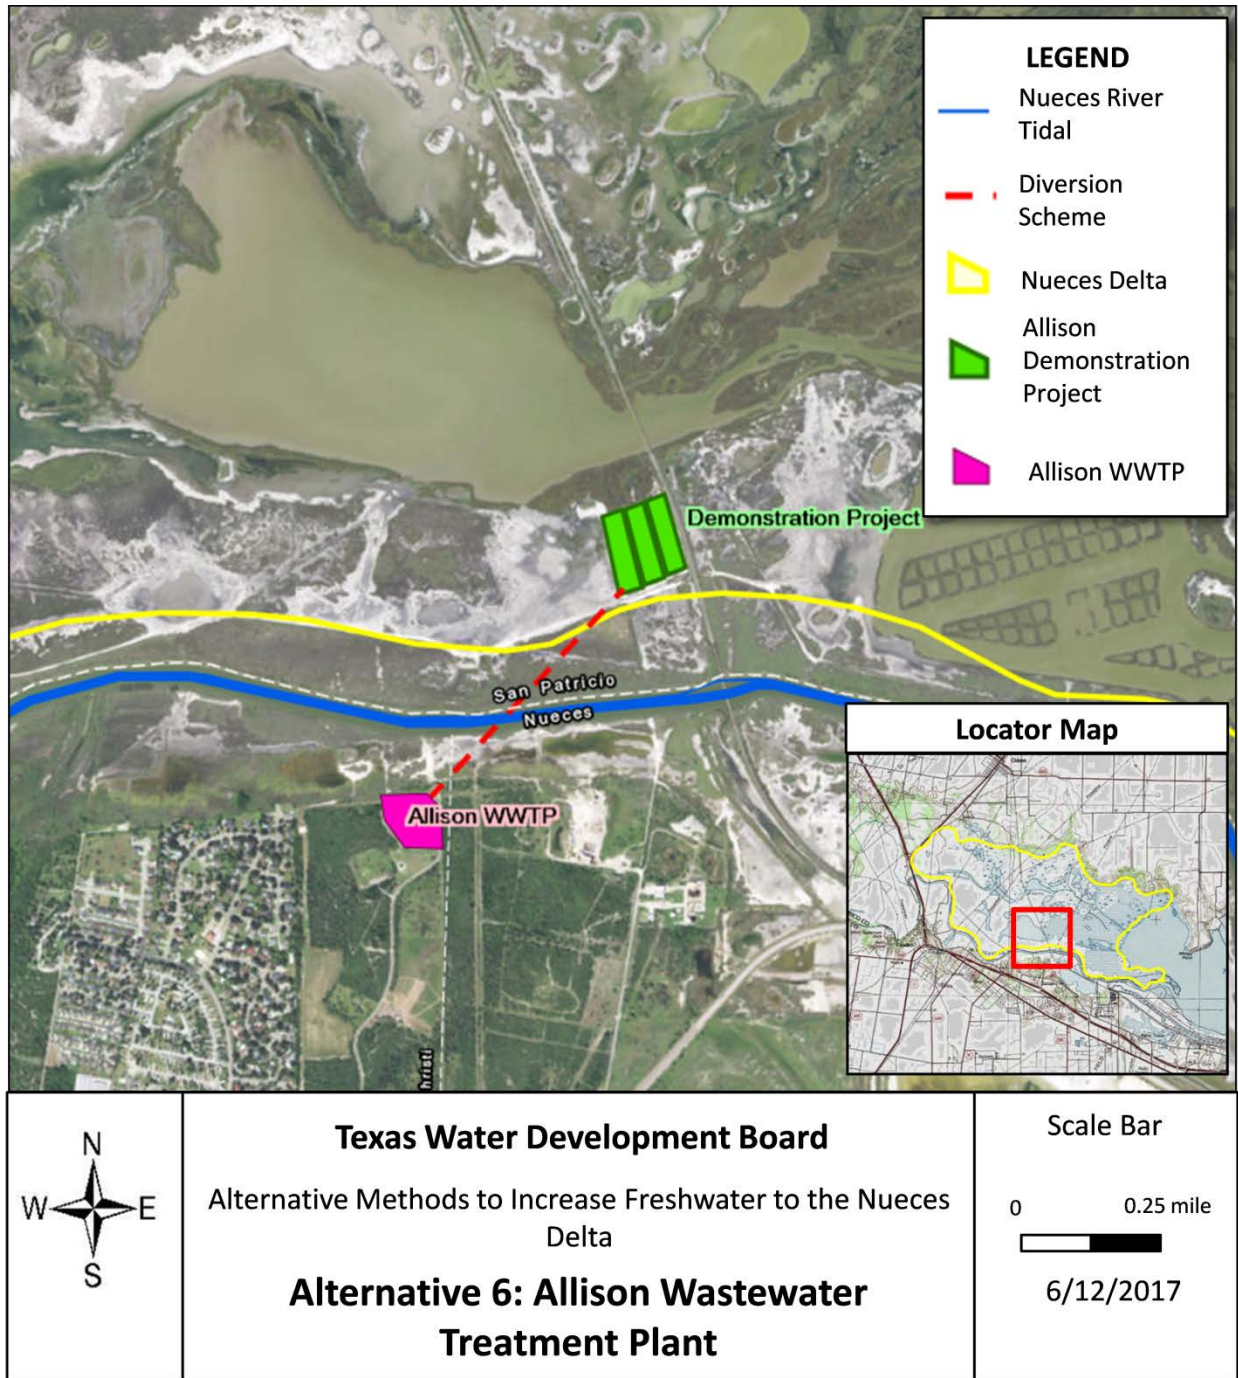 LEGEND
Nueces River
Tidal
Diversion
Scheme
Nueces Delta
Allison
Demonstration
Project
Allison WWTP
Demonstration Project
San Patricio
Nueces
Allison WWTP
hristi
Locator Map
Texas Water Development Board
Alternative Methods to Increase Freshwater to the Nueces
Delta
Alternative 6: Allison Wastewater
Treatment Plant
N
W
E
S
Scale Bar
0 0.25 mile
6/12/2017